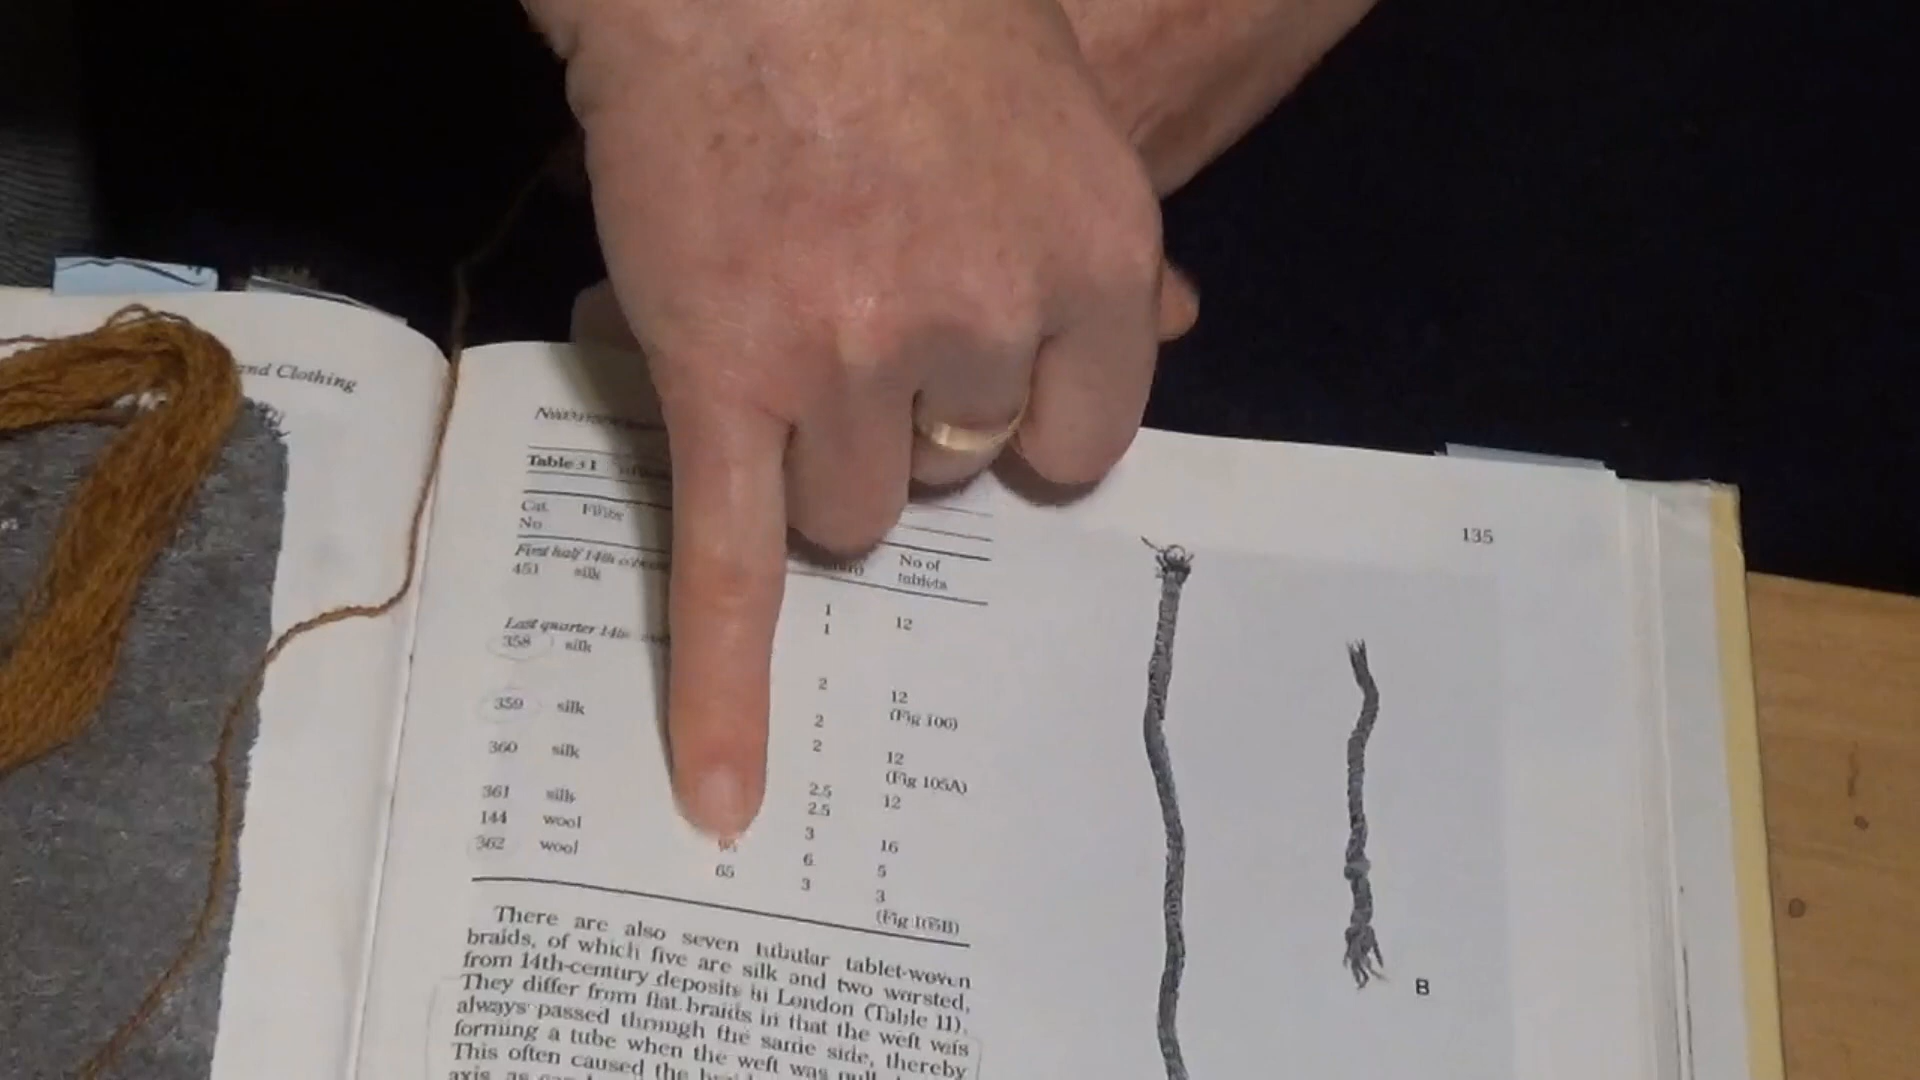 and Clothing
135
Table 11
Cat. Fibre
No
No of
tablets
First half 14th
451 silk
1
1 12
Last quarter 14th
358 silk
2 12
(Fig 106)
359 silk
2
2 12
(Fig 105A)
360 silk
2.5 12
2.5
361 silk
3 16
144 wool
6 5
362 wool 65 3 3
(Fig 105B)
There are also seven tubular tablet-woven
braids, of which five are silk and two worsted,
from 14th-century deposits in London (Table 11).
They differ from flat braids in that the weft was
always passed through the same side, thereby
forming a tube when the weft was
This often caused the
axis, as
B